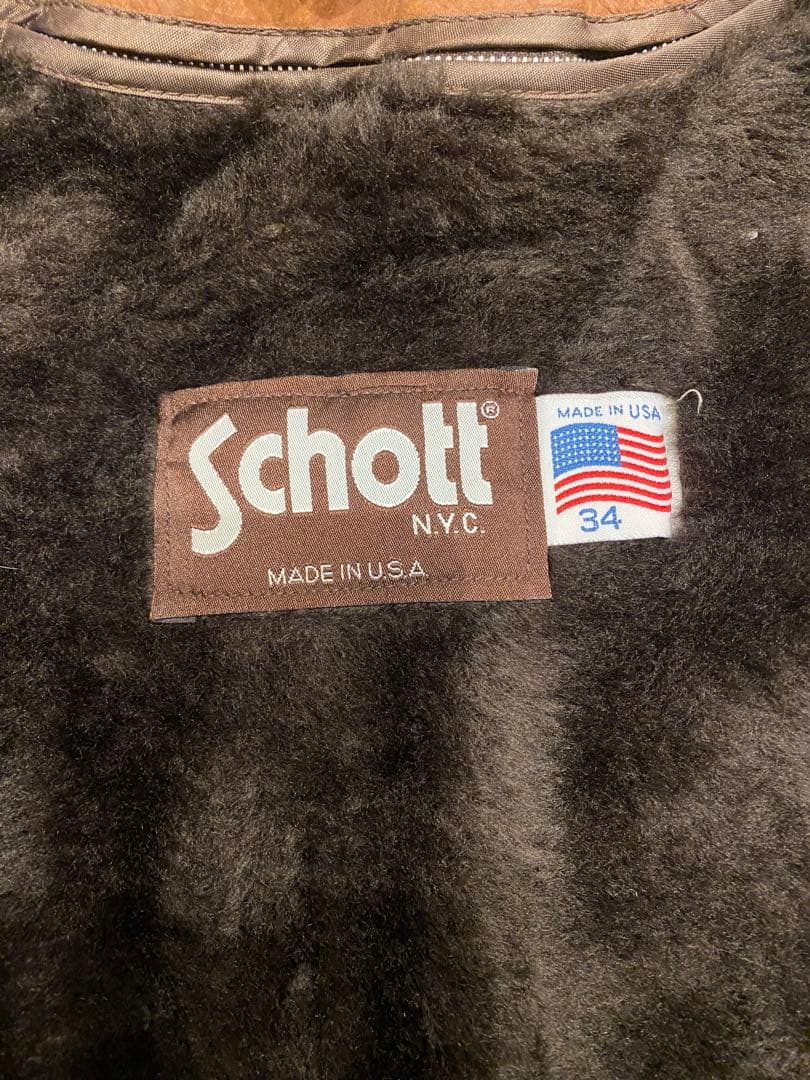 Schott®
N.Y.C.
MADE IN U.S.A.
MADE IN USA
34